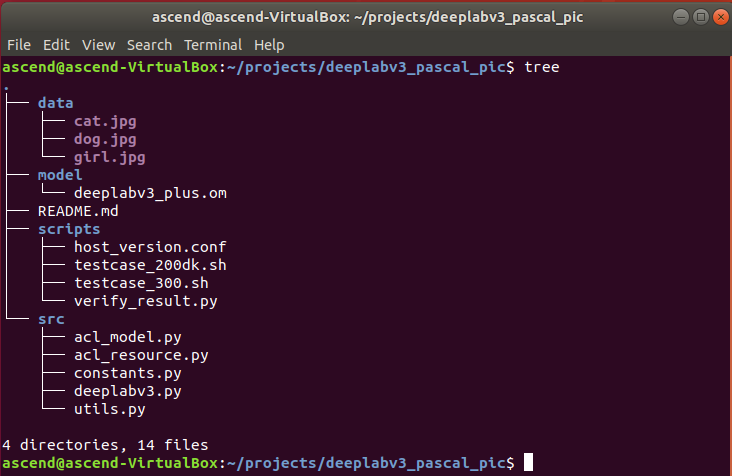 ascend@ascend-VirtualBox: ~/projects/deeplabv3_pascal_pic
File Edit View Search Terminal Help
ascend@ascend-VirtualBox:~/projects/deeplabv3_pascal_pic$ tree
.
├── data
│   ├── cat.jpg
│   ├── dog.jpg
│   └── girl.jpg
├── model
│   └── deeplabv3_plus.om
├── README.md
├── scripts
│   ├── host_version.conf
│   ├── testcase_200dk.sh
│   ├── testcase_300.sh
│   └── verify_result.py
└── src
    ├── acl_model.py
    ├── acl_resource.py
    ├── constants.py
    ├── deeplabv3.py
    └── utils.py
4 directories, 14 files
ascend@ascend-VirtualBox:~/projects/deeplabv3_pascal_pic$